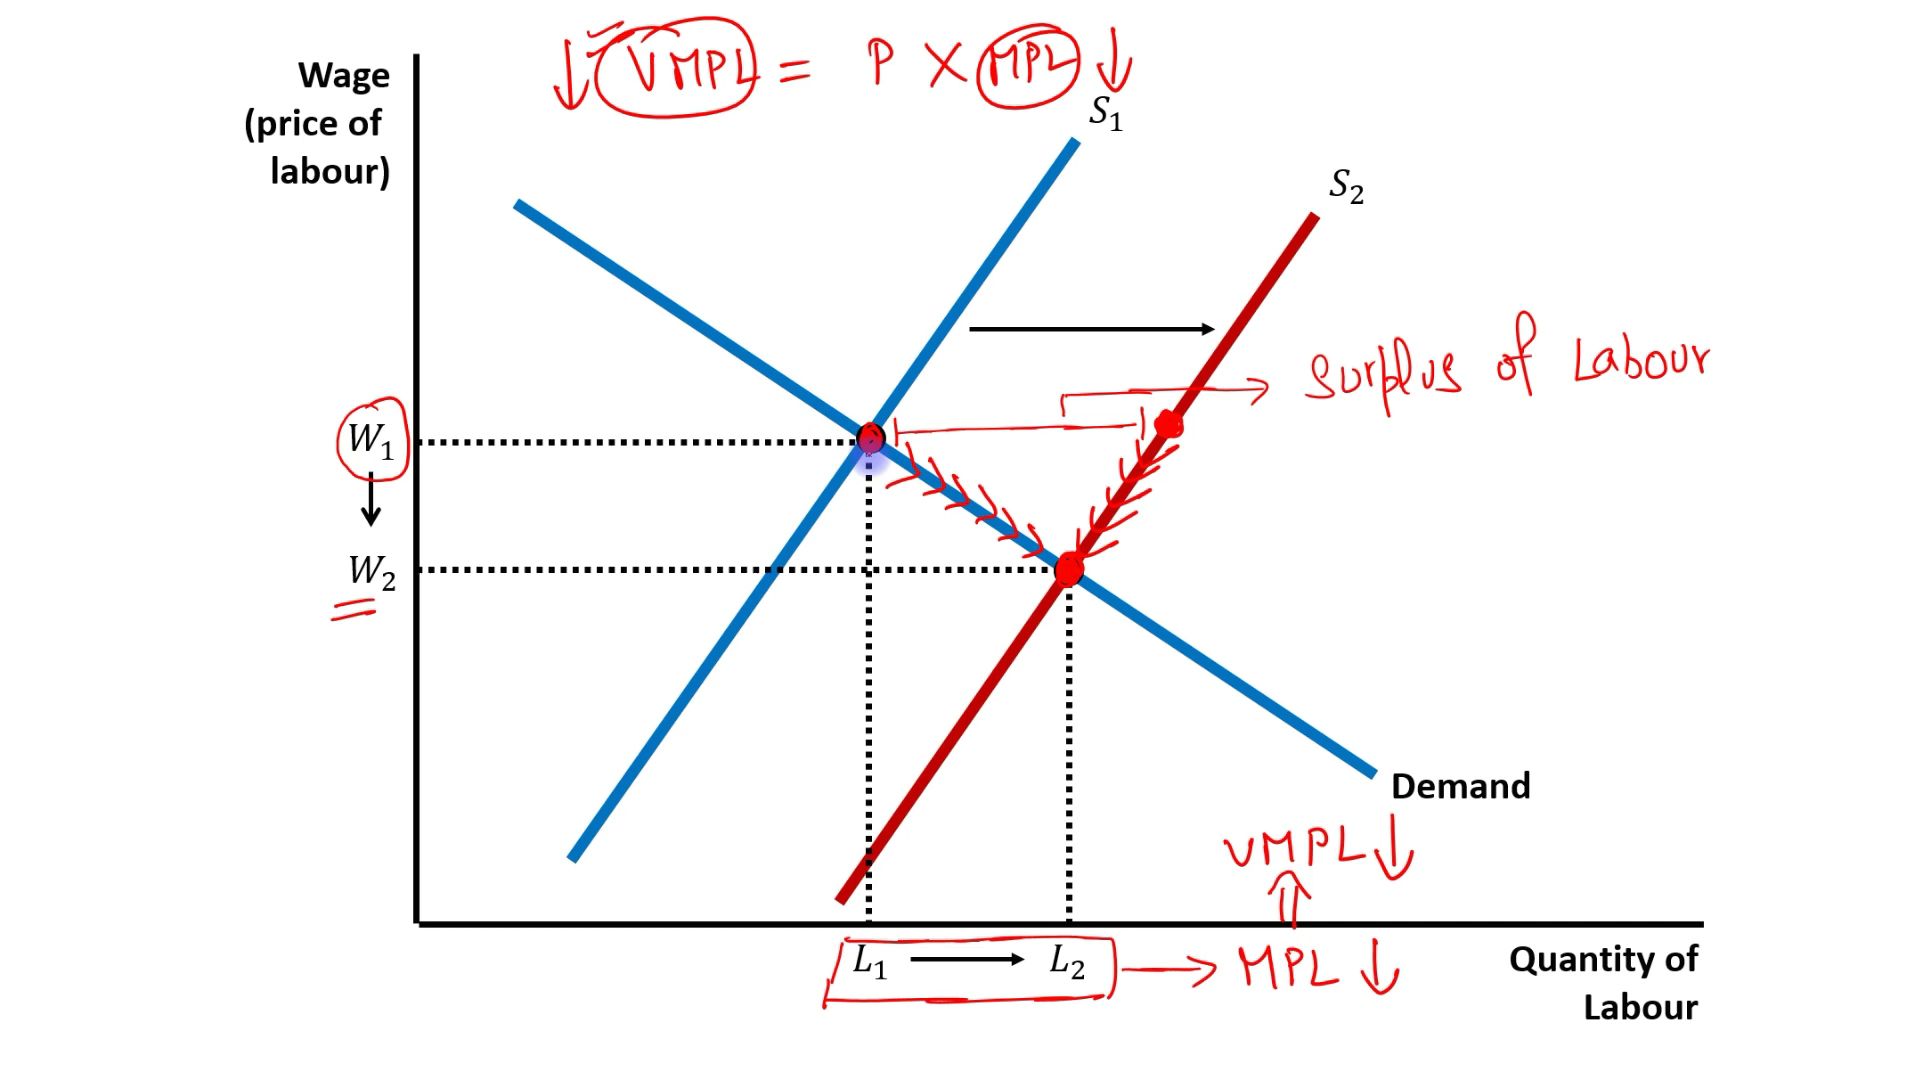 ↓ VMPL = P X MPL ↓
Wage
(price of
labour)
S₁
S₂
Surplus of Labour
W₁
W₂
Demand
VMPL ↓
L₁ → L₂ → MPL ↓
Quantity of
Labour